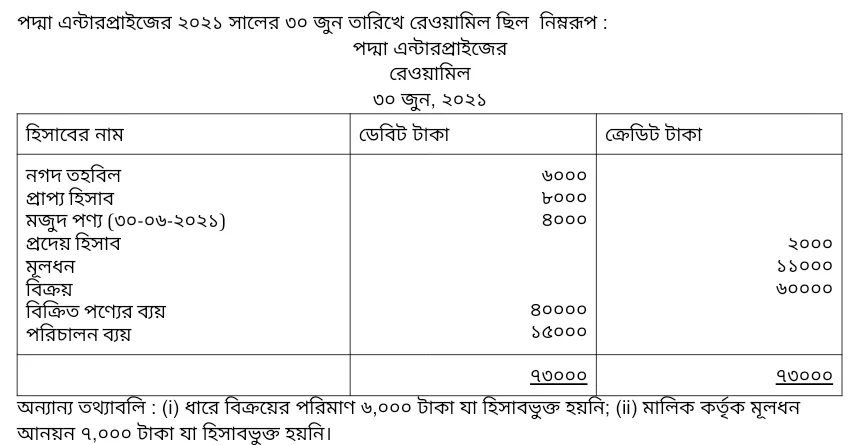 পদ্মা এন্টারপ্রাইজের ২০২১ সালের ৩০ জুন তারিখে রেওয়ামিল ছিল নিম্নরূপ :
পদ্মা এন্টারপ্রাইজের
রেওয়ামিল
৩০ জুন, ২০২১
হিসাবের নাম ডেবিট টাকা ক্রেডিট টাকা
নগদ তহবিল ৬০০০
প্রাপ্য হিসাব ৮০০০
মজুদ পণ্য (৩০-০৬-২০২১) ৪০০০
প্রদেয় হিসাব ২০০০
মূলধন ১১০০০
বিক্রয় ৬০০০০
বিক্রিত পণ্যের ব্যয় ৪০০০০
পরিচালন ব্যয় ১৫০০০
৭৩০০০ ৭৩০০০
অন্যান্য তথ্যাবলি : (i) ধারে বিক্রয়ের পরিমাণ ৬,০০০ টাকা যা হিসাবভুক্ত হয়নি; (ii) মালিক কর্তৃক মূলধন
আনয়ন ৭,০০০ টাকা যা হিসাবভুক্ত হয়নি।